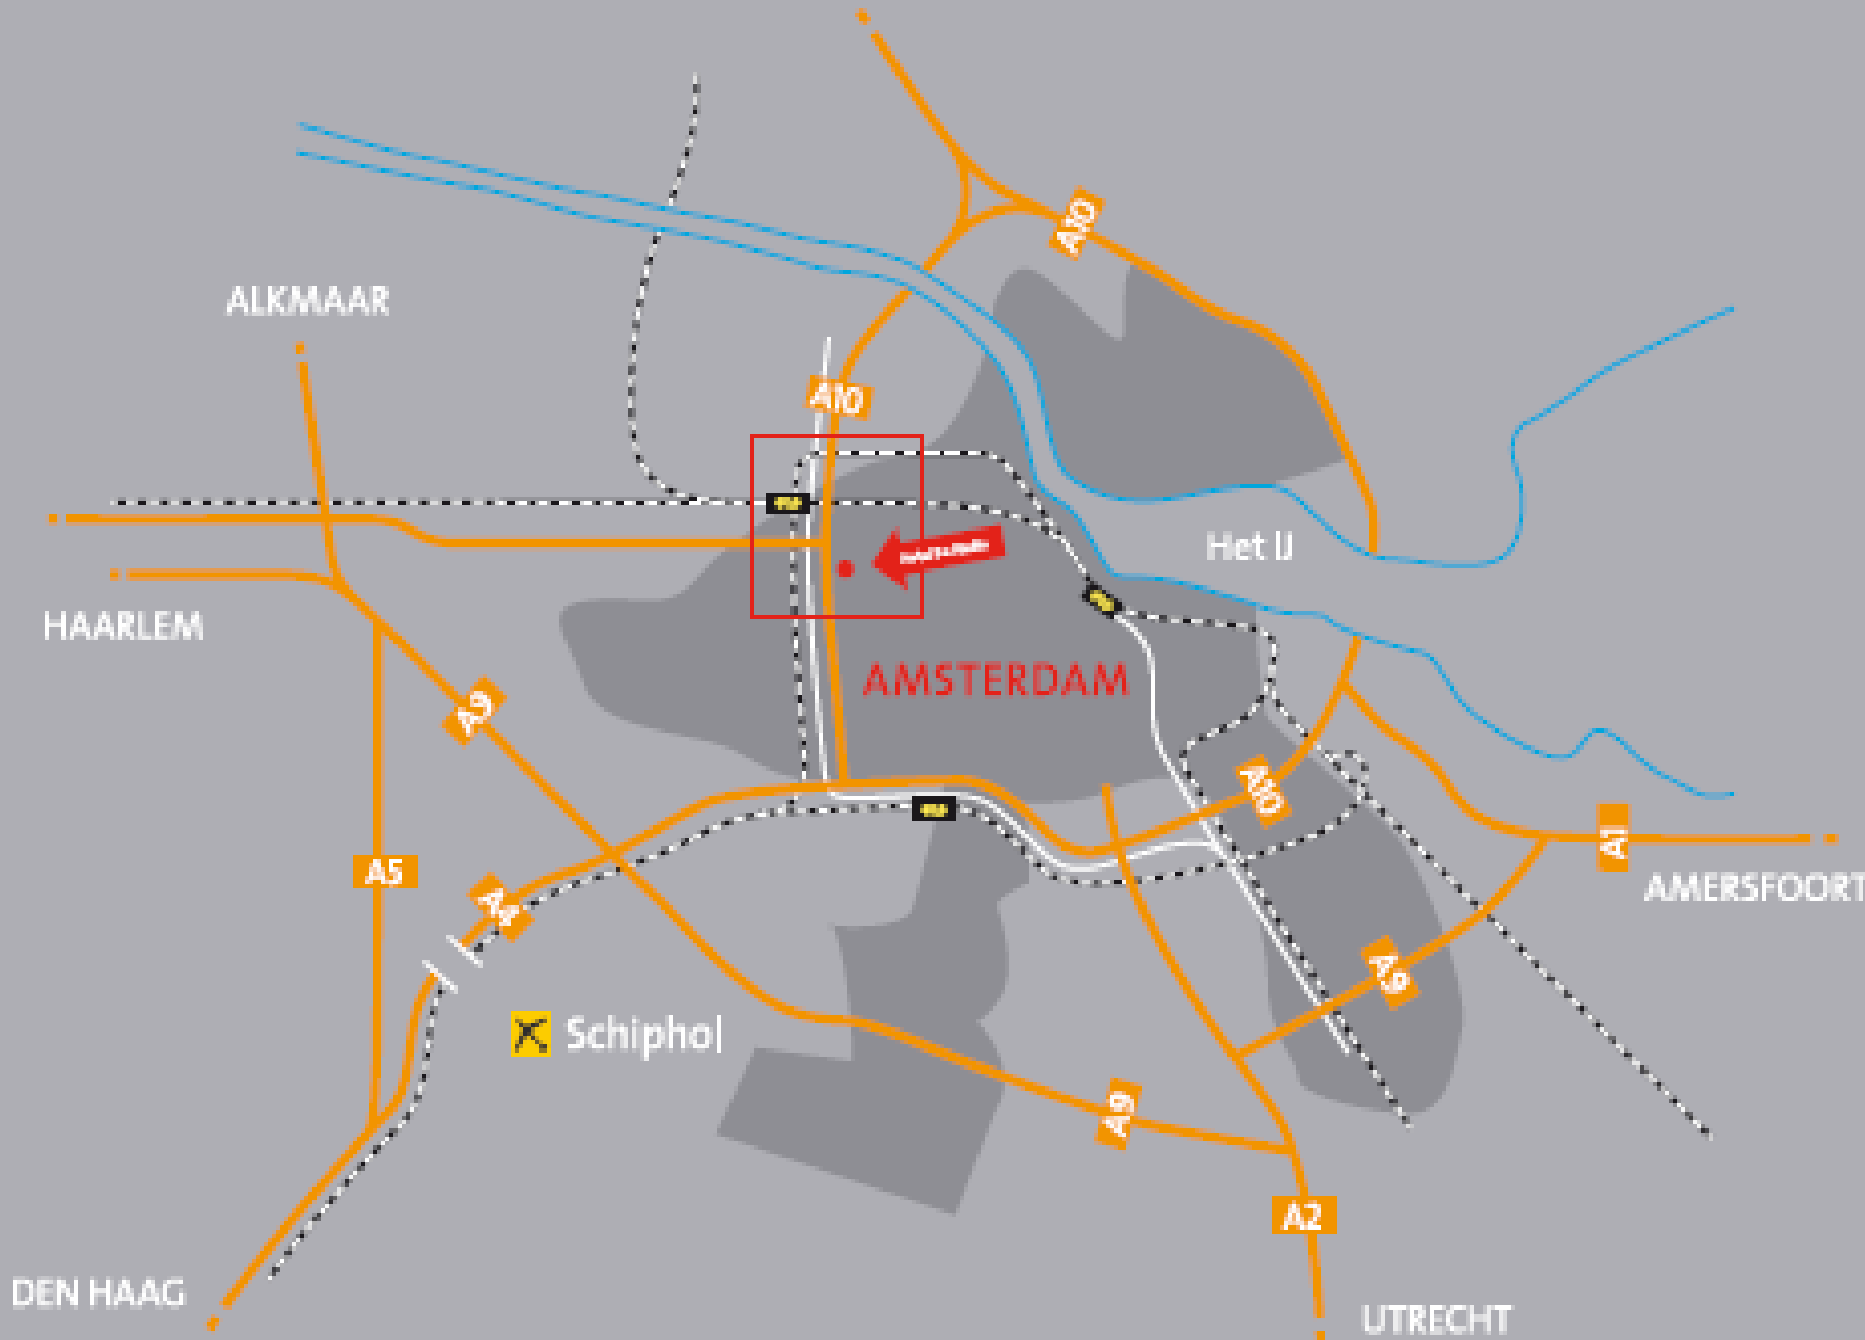 A10
ALKMAAR
A10
Het IJ
HAARLEM
AMSTERDAM
A9
A10
A1
A5
AMERSFOORT
A4
A9
Schiphol
A9
A2
DEN HAAG
UTRECHT